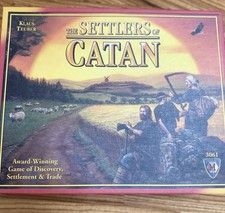 KLAUS
TEUBER
THE SETTLERS OF
CATAN
Award-Winning
Game of Discovery,
Settlement & Trade
3061